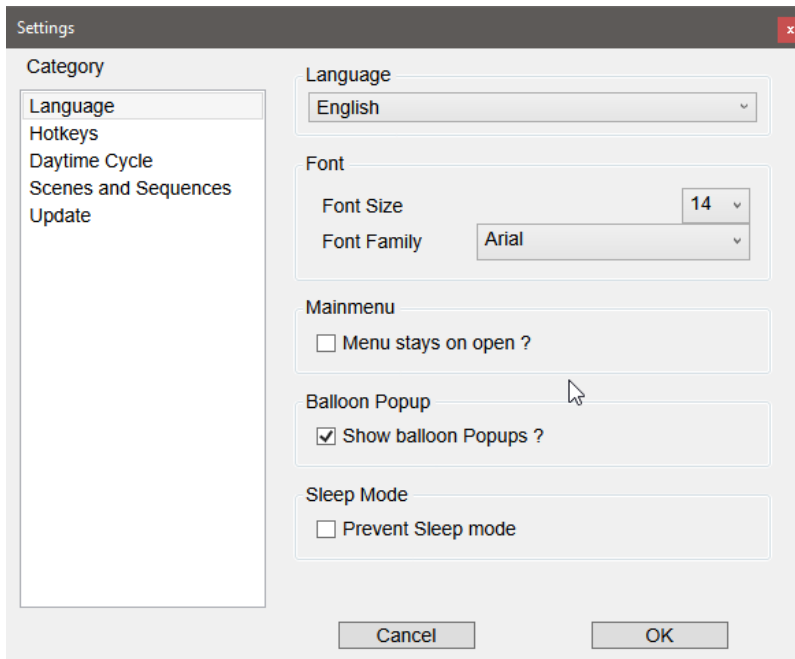 Settings
x
Category
Language
Hotkeys
Daytime Cycle
Scenes and Sequences
Update
Language
English
Font
Font Size
14
Font Family
Arial
Mainmenu
Menu stays on open ?
Balloon Popup
Show balloon Popups ?
Sleep Mode
Prevent Sleep mode
Cancel
OK